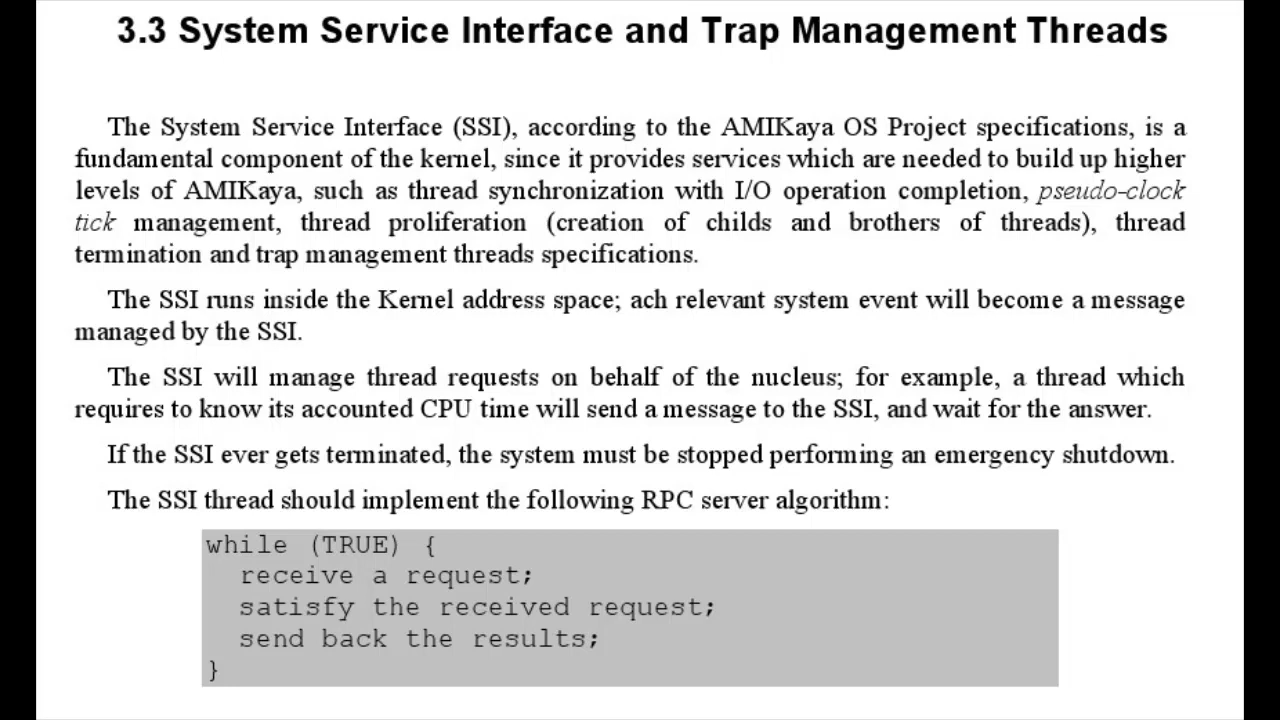 3.3 System Service Interface and Trap Management Threads
The System Service Interface (SSI), according to the AMIKaya OS Project specifications, is a
fundamental component of the kernel, since it provides services which are needed to build up higher
levels of AMIKaya, such as thread synchronization with I/O operation completion, pseudo-clock
tick management, thread proliferation (creation of childs and brothers of threads), thread
termination and trap management threads specifications.
The SSI runs inside the Kernel address space; ach relevant system event will become a message
managed by the SSI.
The SSI will manage thread requests on behalf of the nucleus; for example, a thread which
requires to know its accounted CPU time will send a message to the SSI, and wait for the answer.
If the SSI ever gets terminated, the system must be stopped performing an emergency shutdown.
The SSI thread should implement the following RPC server algorithm:
while (TRUE) {
  receive a request;
  satisfy the received request;
  send back the results;
}